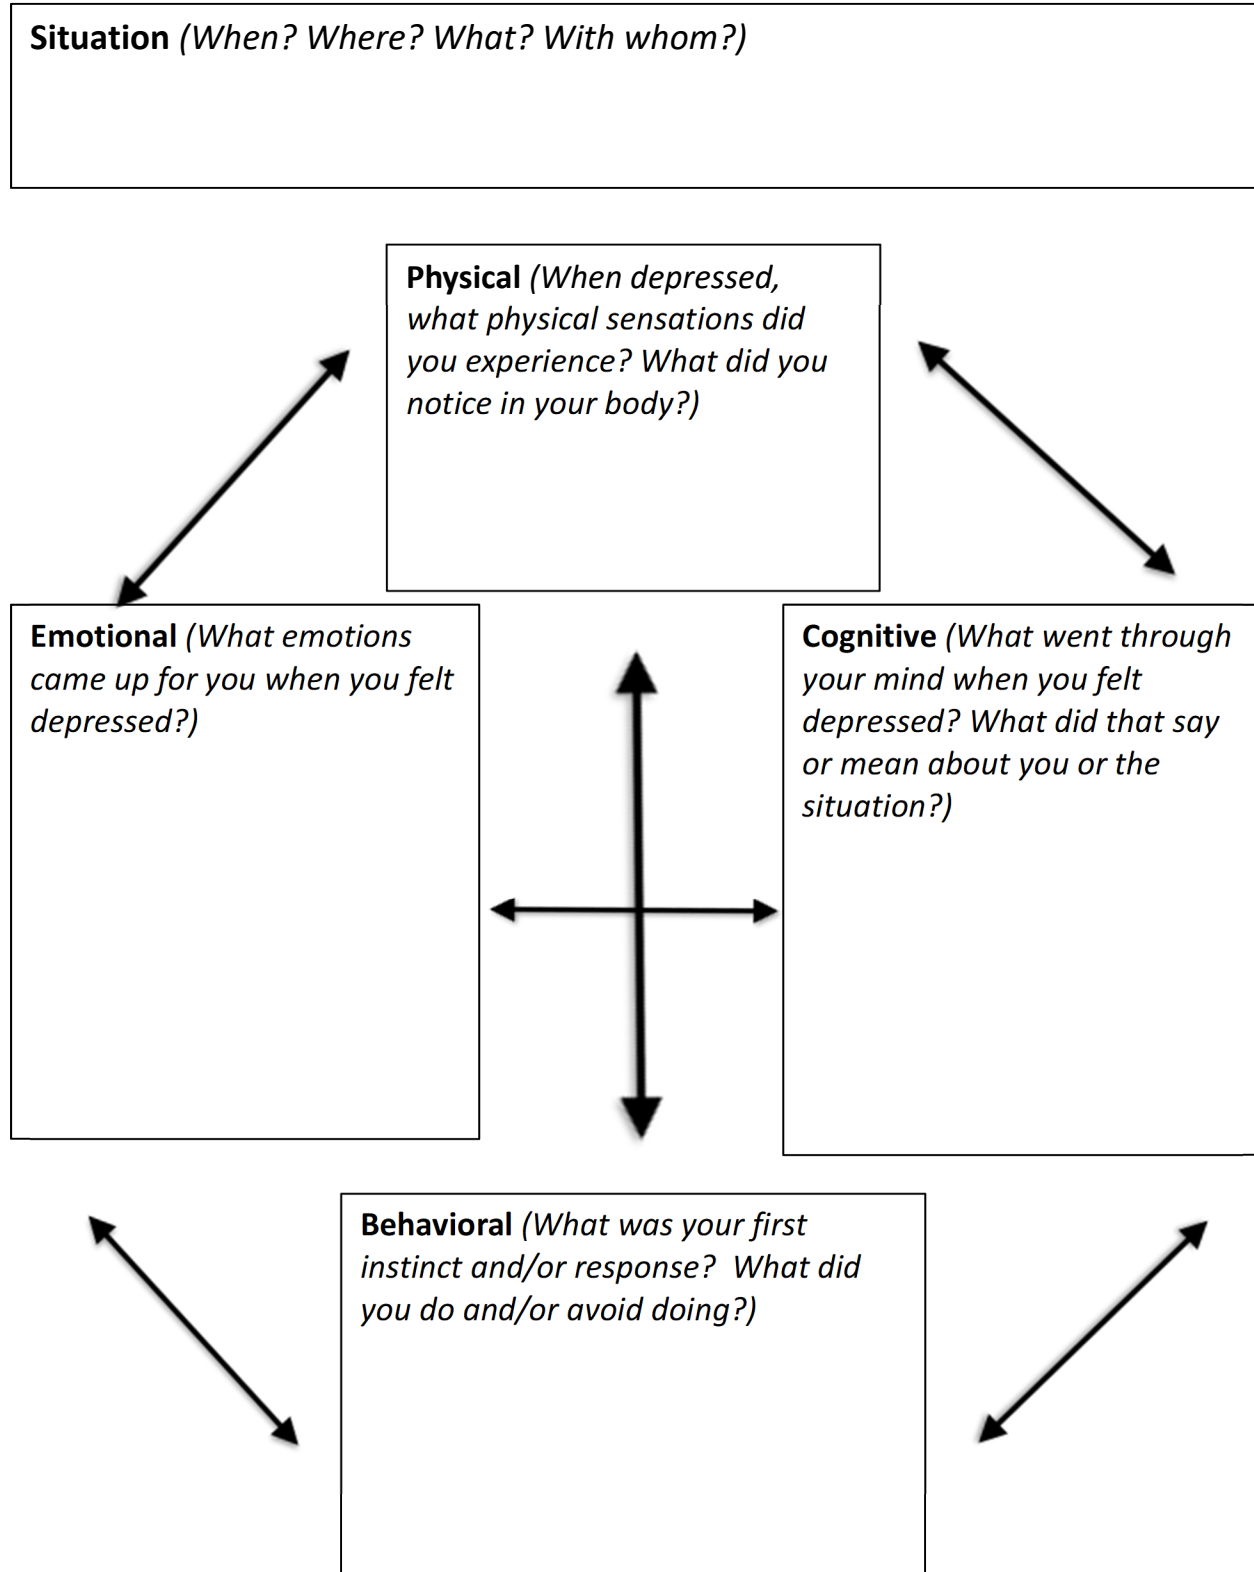 Situation (When? Where? What? With whom?)
Physical (When depressed,
what physical sensations did
you experience? What did you
notice in your body?)
Emotional (What emotions
came up for you when you felt
depressed?)
Cognitive (What went through
your mind when you felt
depressed? What did that say
or mean about you or the
situation?)
Behavioral (What was your first
instinct and/or response?  What did
you do and/or avoid doing?)